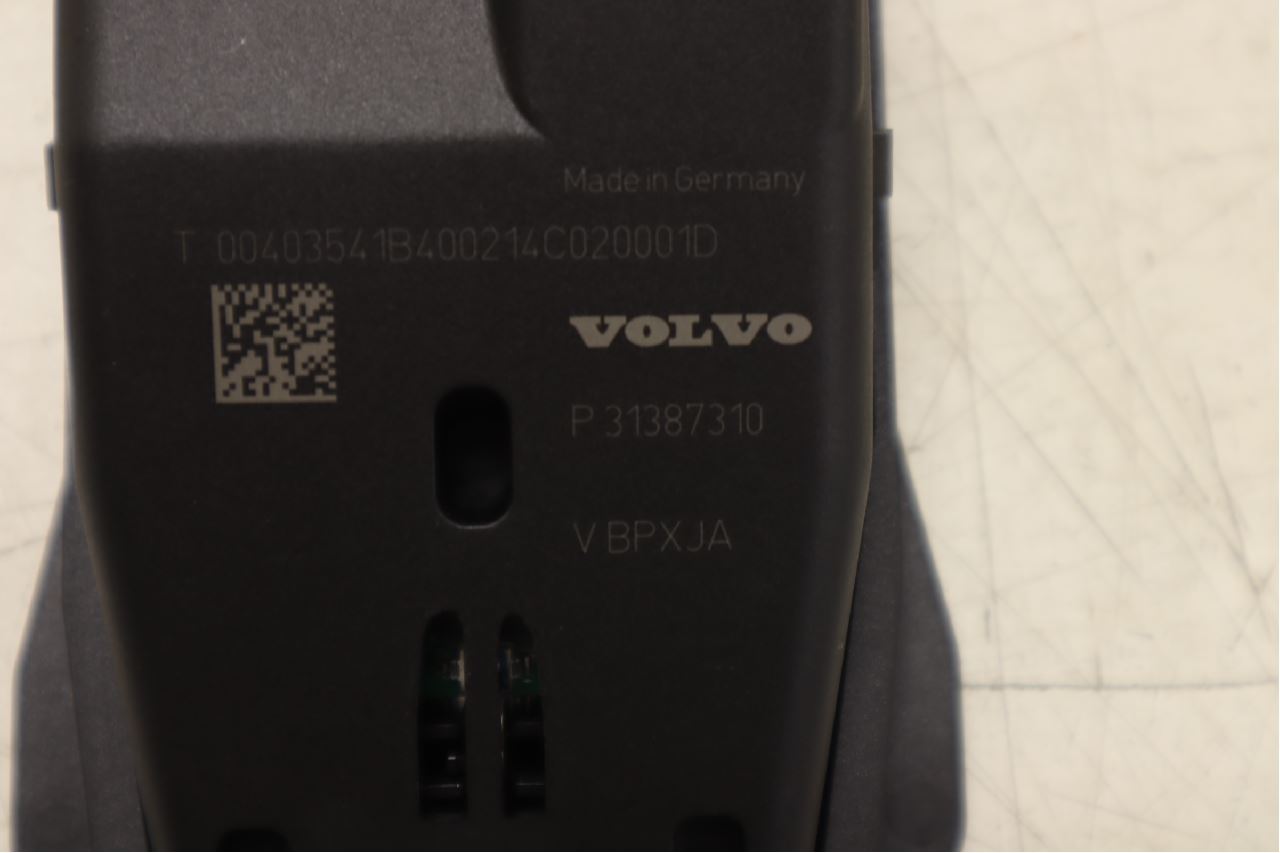 Made in Germany
T 00403541B400214C020001D
VOLVO
P 31387310
V BPXJA